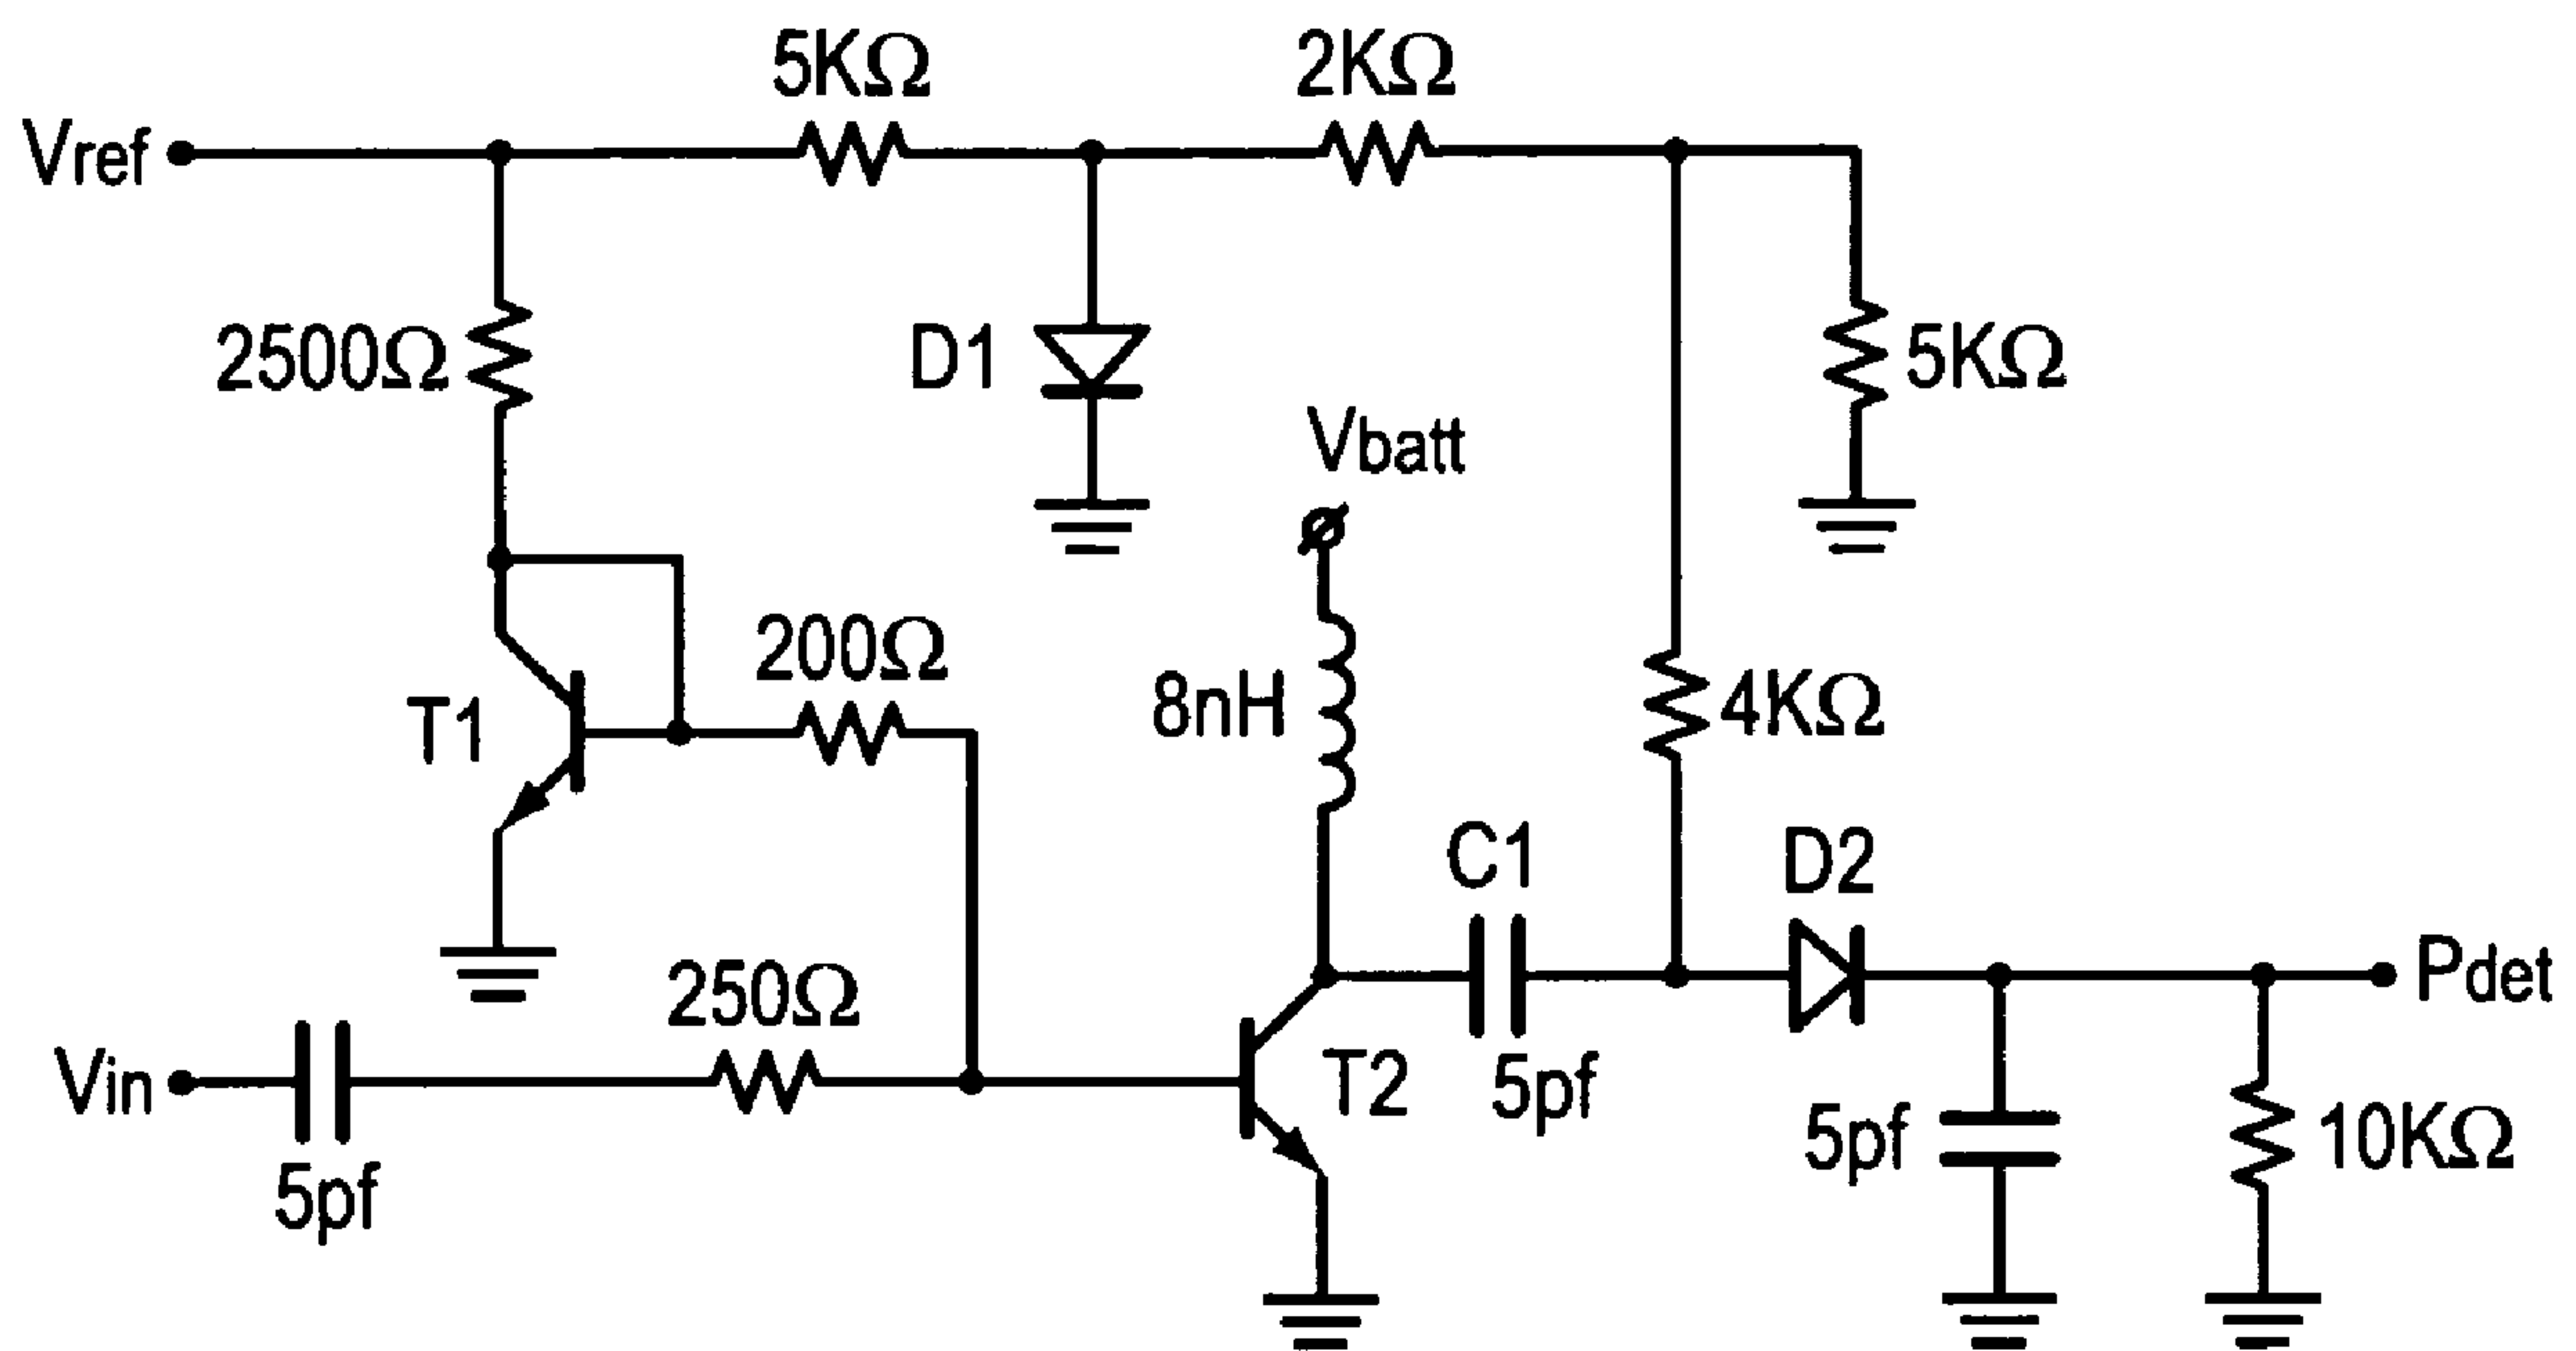 5KΩ
2KΩ
Vref
2500Ω
D1
5KΩ
Vbatt
200Ω
T1
8nH
4KΩ
C1
D2
250Ω
Pdet
Vin
T2
5pf
5pf
10KΩ
5pf